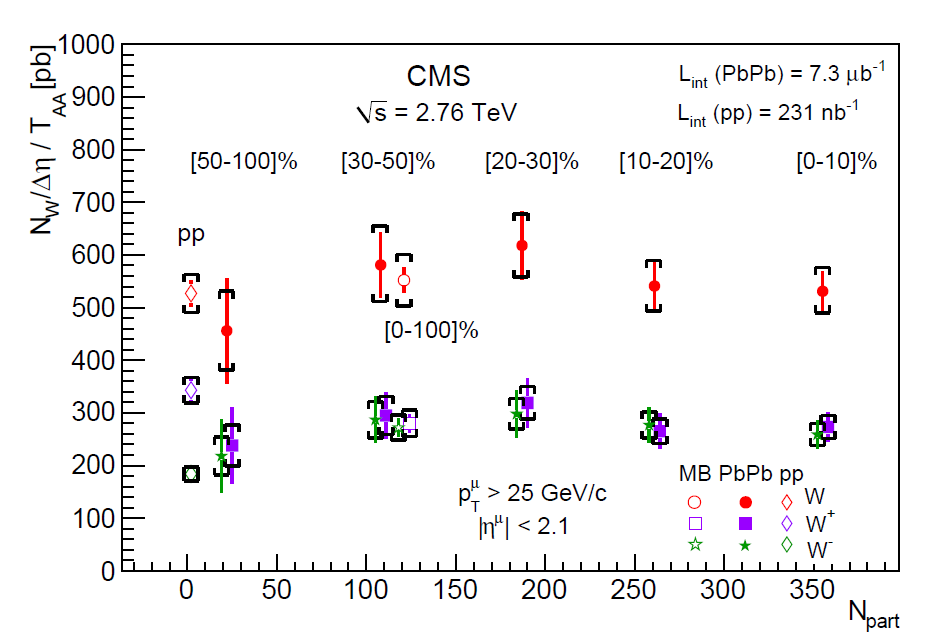 N_W/Δη / T_AA [pb]
1000
900
800
700
600
500
400
300
200
100
0
CMS
√s = 2.76 TeV
L_int (PbPb) = 7.3 μb⁻¹
L_int (pp) = 231 nb⁻¹
[50-100]% [30-50]% [20-30]% [10-20]% [0-10]%
pp
[0-100]%
p_T^μ > 25 GeV/c
|η^μ| < 2.1
MB PbPb pp
W
W⁺
W⁻
0 50 100 150 200 250 300 350
N_part